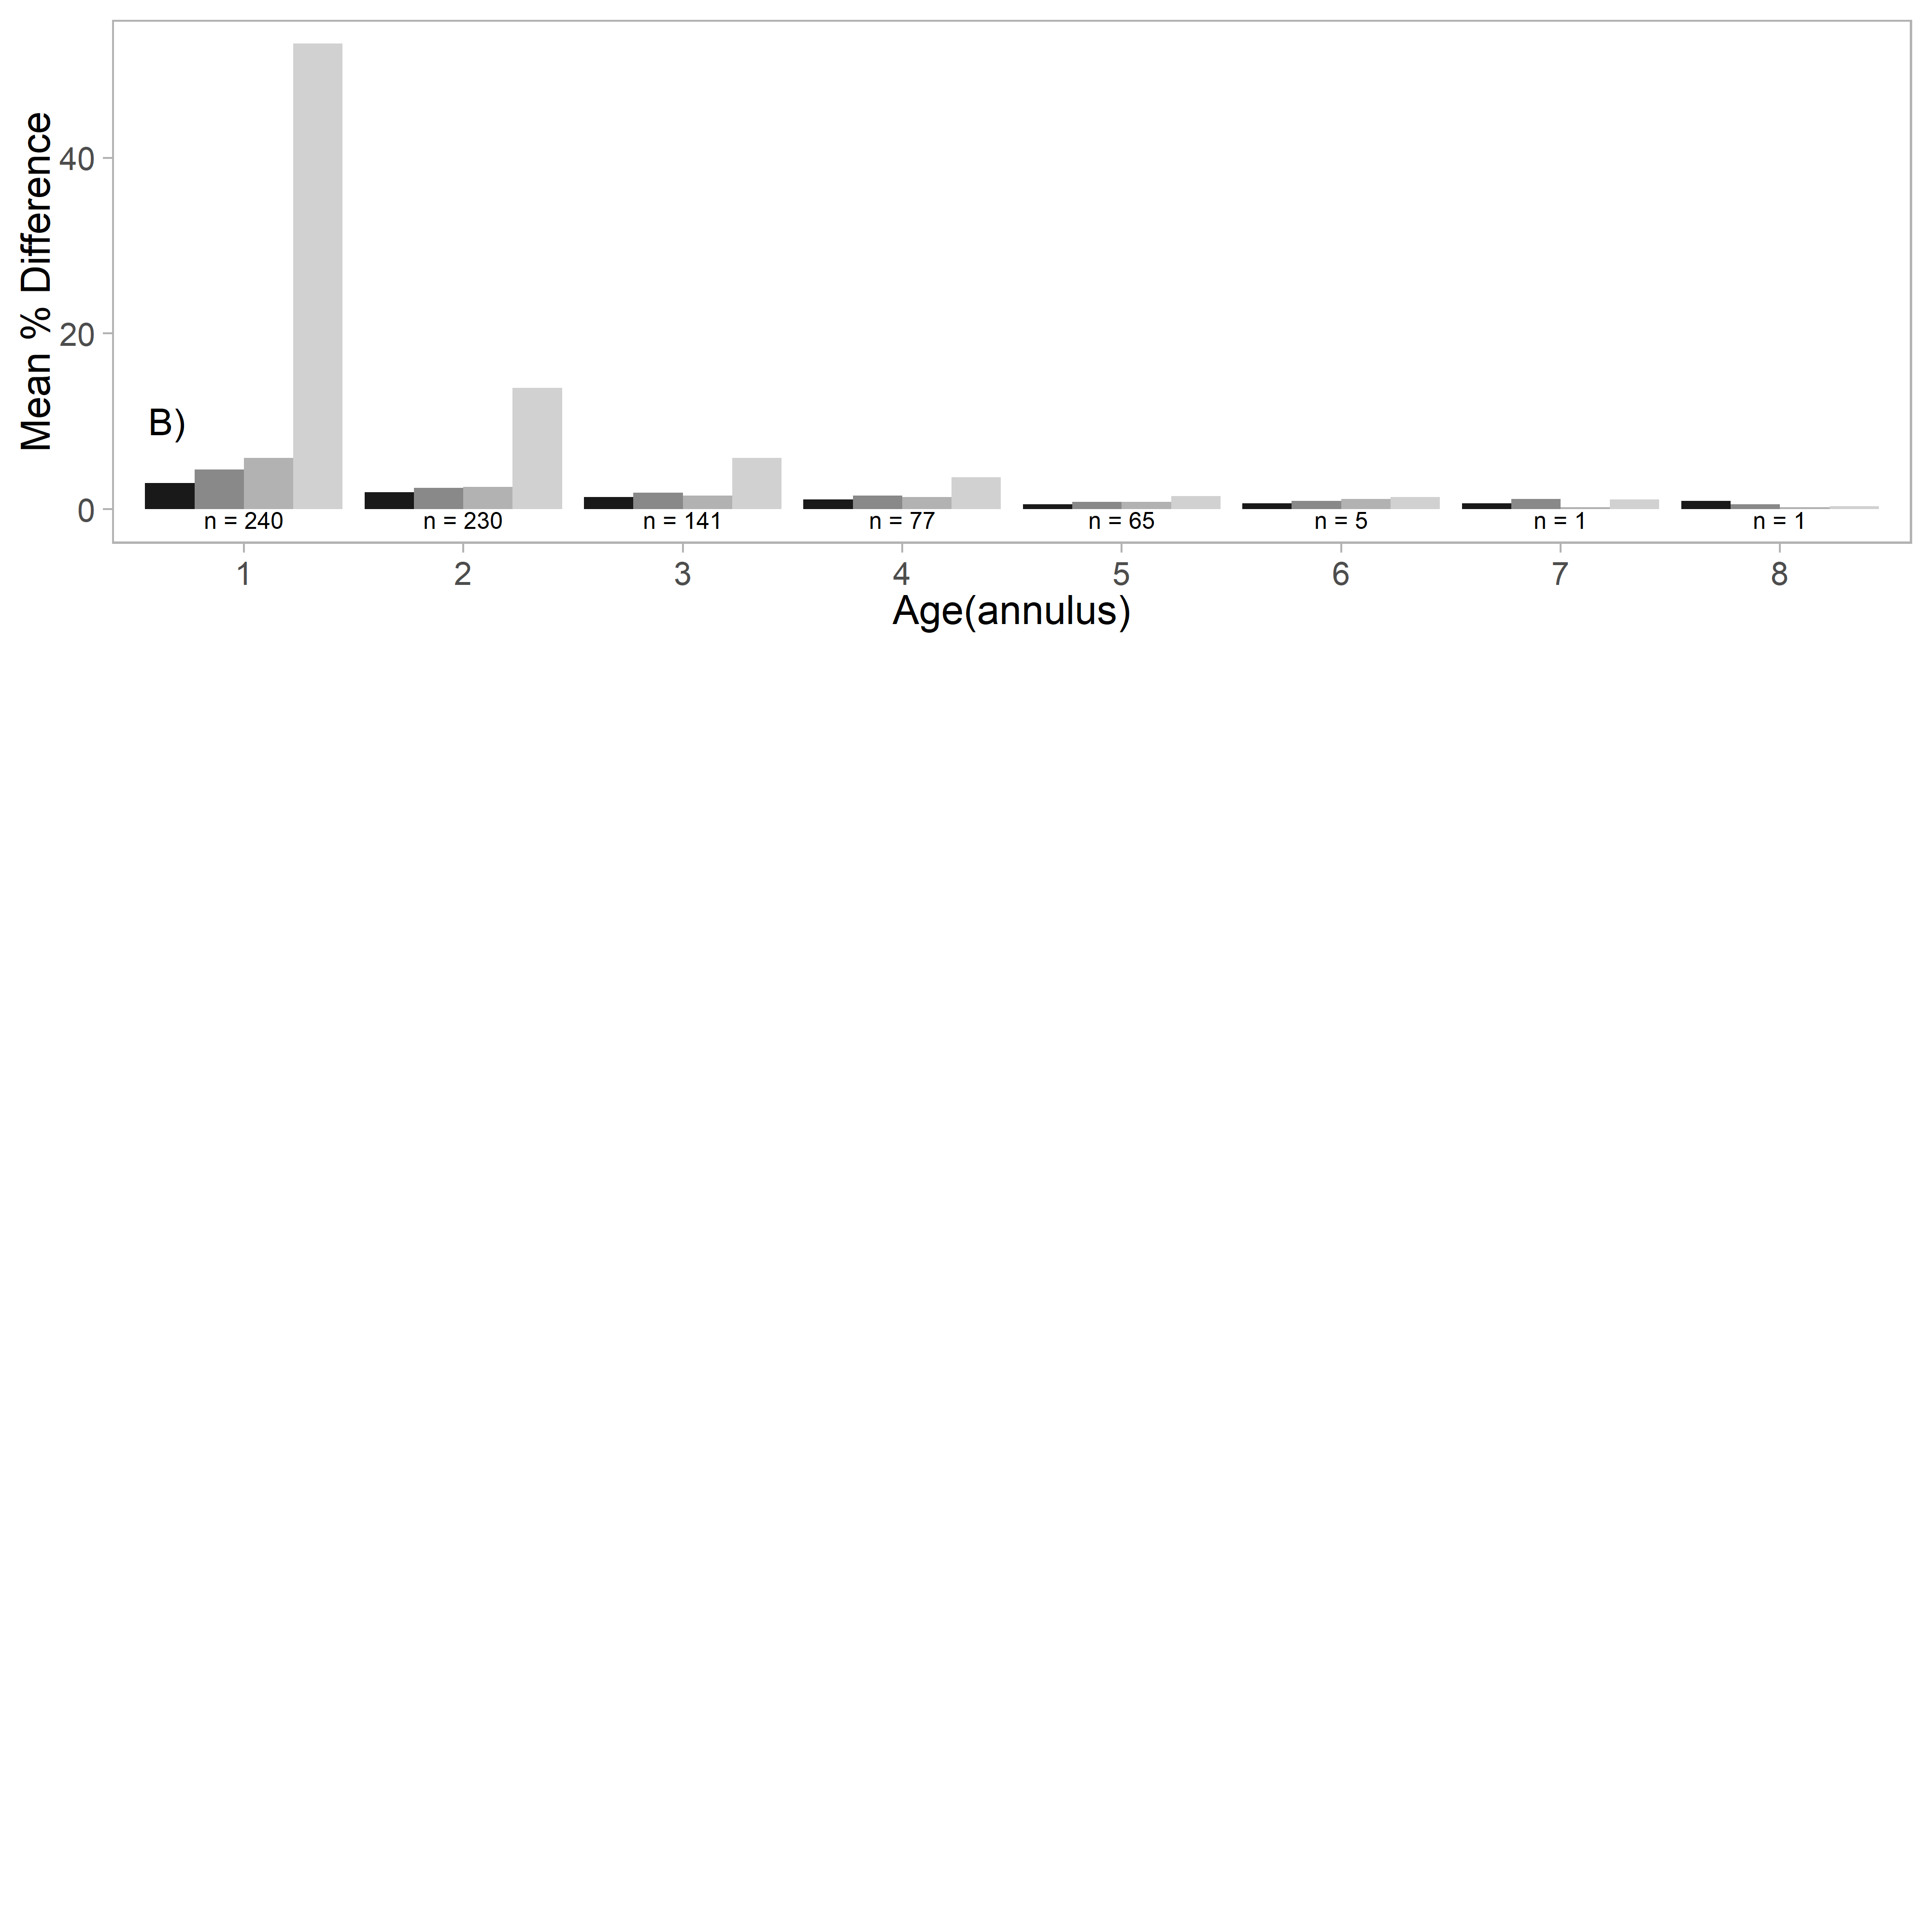 Mean % Difference
40
20
0
B)
n = 240
n = 230
n = 141
n = 77
n = 65
n = 5
n = 1
n = 1
1
2
3
4
5
6
7
8
Age(annulus)